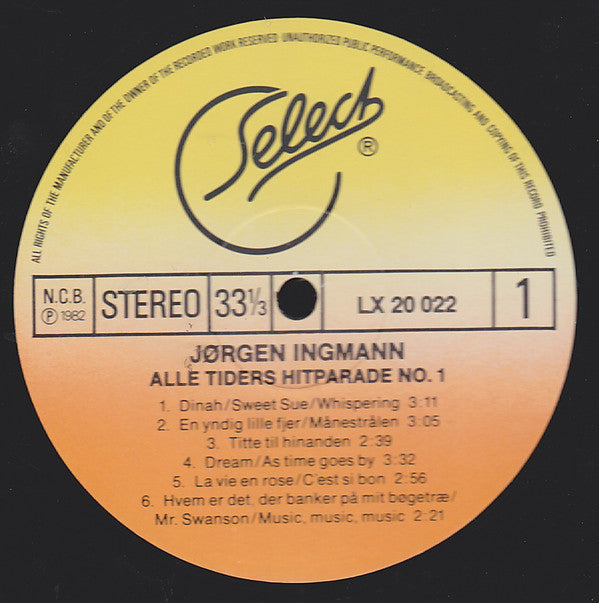 ALL RIGHTS OF THE MANUFACTURER AND OF THE OWNER OF THE RECORDED WORK RESERVED UNAUTHORIZED PUBLIC PERFORMANCE, BROADCASTING AND COPYING OF THIS RECORD PROHIBITED
Select ®
N.C.B.
Ⓟ 1982
STEREO
33⅓
LX 20 022
1
JØRGEN INGMANN
ALLE TIDERS HITPARADE NO. 1
1. Dinah/Sweet Sue/Whispering 3:11
2. En yndig lille fjer/Månestrålen 3:05
3. Titte til hinanden 2:39
4. Dream/As time goes by 3:32
5. La vie en rose/C'est si bon 2:56
6. Hvem er det, der banker på mit bøgetræ/
Mr. Swanson/Music, music, music 2:21